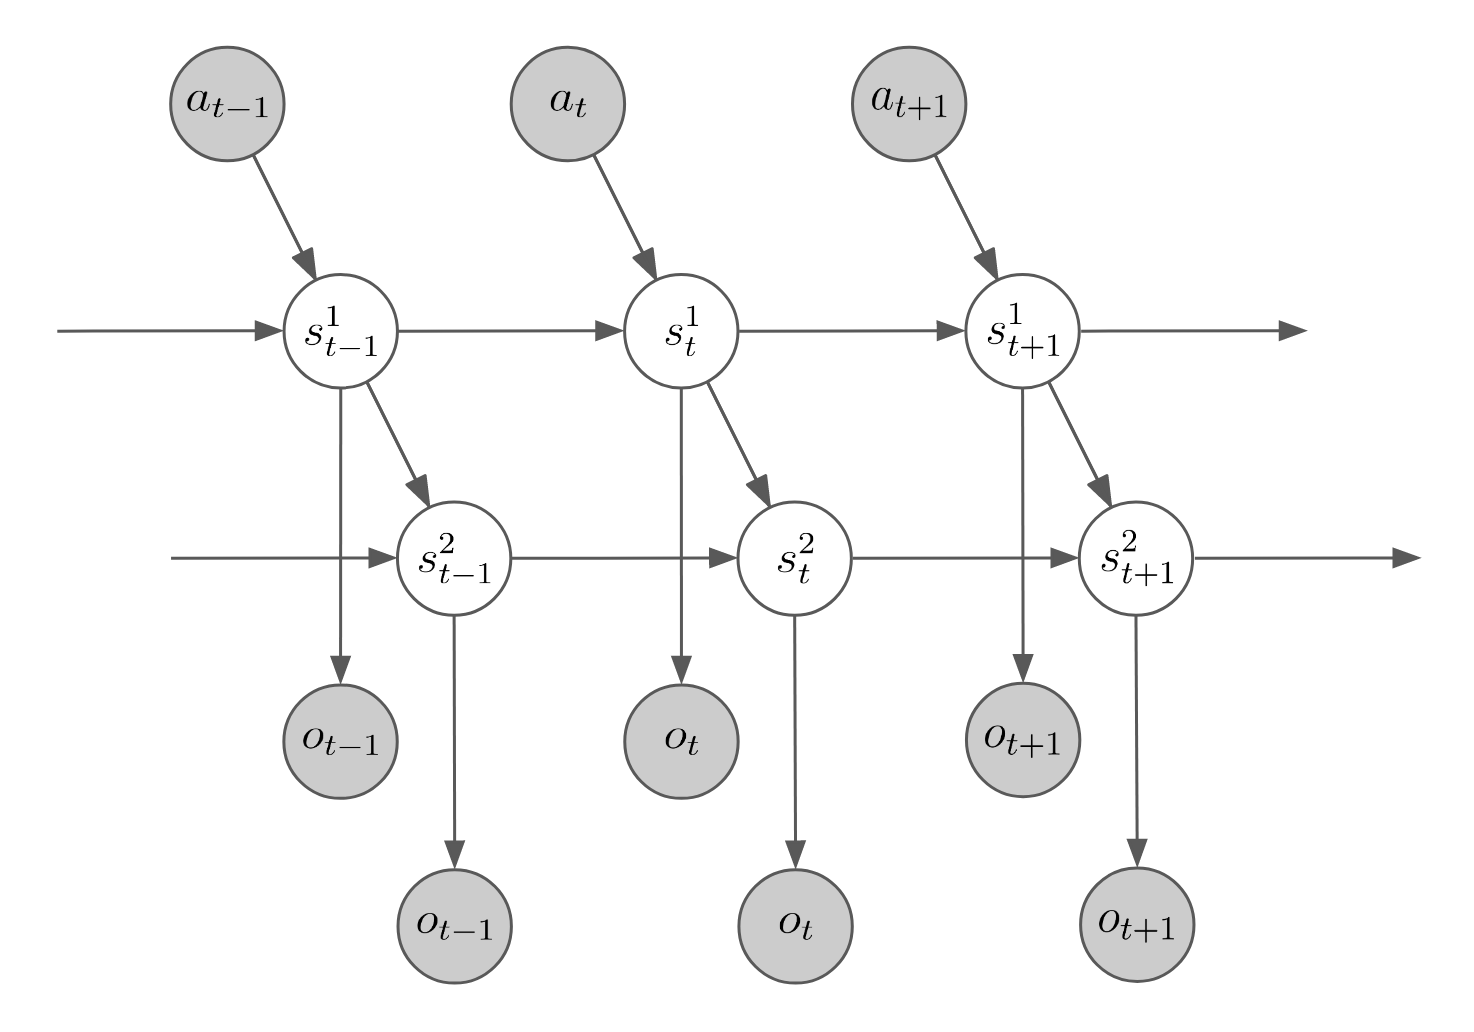 a_{t-1} a_t a_{t+1}
s^1_{t-1} s^1_t s^1_{t+1}
s^2_{t-1} s^2_t s^2_{t+1}
o_{t-1} o_t o_{t+1}
o_{t-1} o_t o_{t+1}